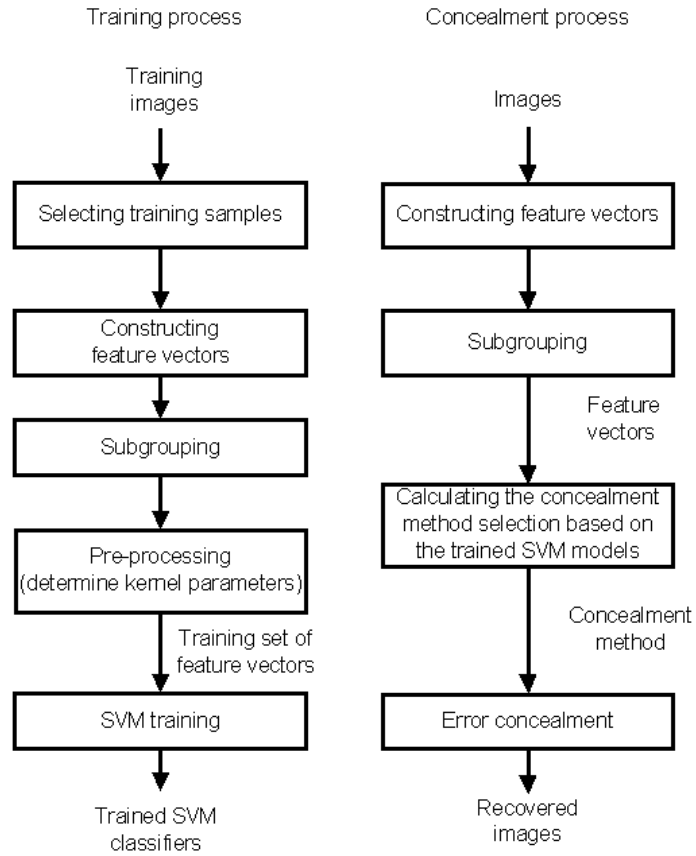 Training process
Training
images
Selecting training samples
Constructing
feature vectors
Subgrouping
Pre-processing
(determine kernel parameters)
Training set of
feature vectors
SVM training
Trained SVM
classifiers
Concealment process
Images
Constructing feature vectors
Subgrouping
Feature
vectors
Calculating the concealment
method selection based on
the trained SVM models
Concealment
method
Error concealment
Recovered
images